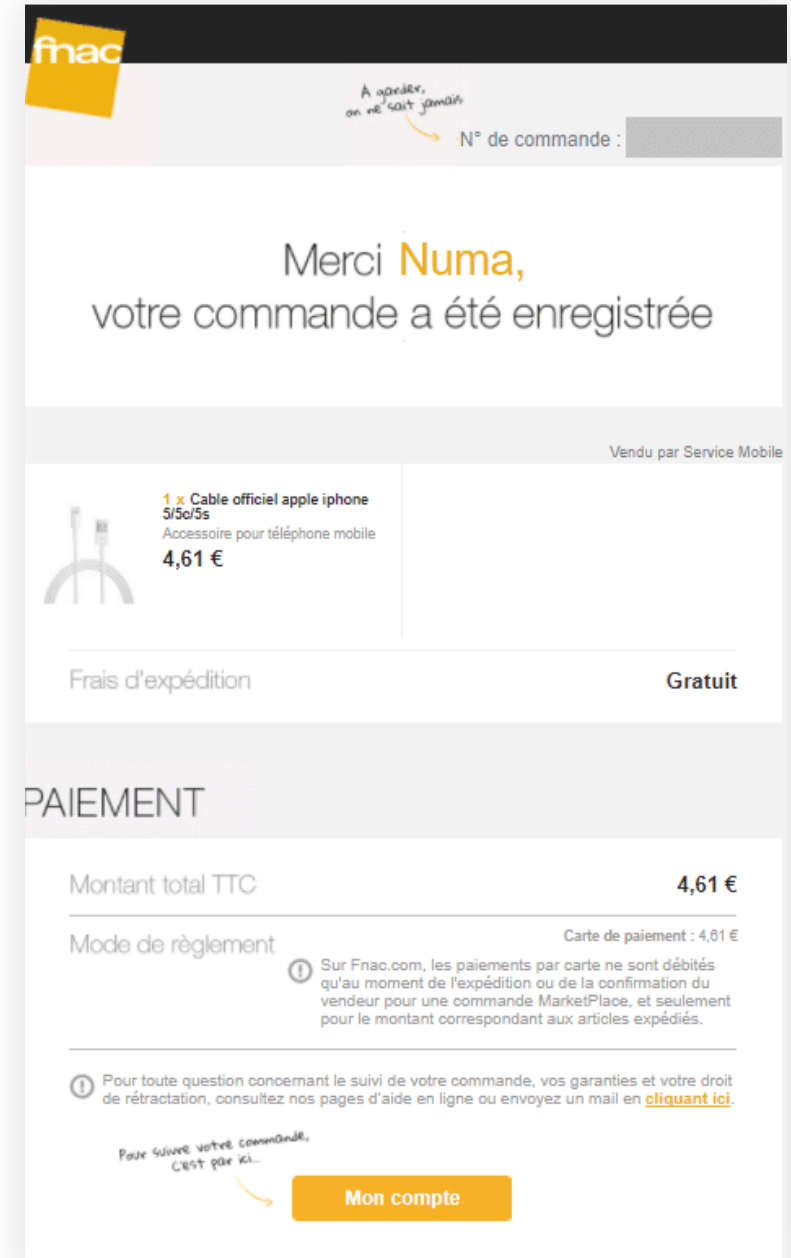 fnac
À garder,
on ne sait jamais
N° de commande :
Merci Numa,
votre commande a été enregistrée
Vendu par Service Mobile
1 x Cable officiel apple iphone
5/5c/5s
Accessoire pour téléphone mobile
4,61 €
Frais d'expédition
Gratuit
PAIEMENT
Montant total TTC
4,61 €
Mode de règlement
Carte de paiement : 4,61 €
Sur Fnac.com, les paiements par carte ne sont débités
qu'au moment de l'expédition ou de la confirmation du
vendeur pour une commande MarketPlace, et seulement
pour le montant correspondant aux articles expédiés.
Pour toute question concernant le suivi de votre commande, vos garanties et votre droit
de rétractation, consultez nos pages d'aide en ligne ou envoyez un mail en cliquant ici.
Pour suivre votre commande,
c'est par ici...
Mon compte